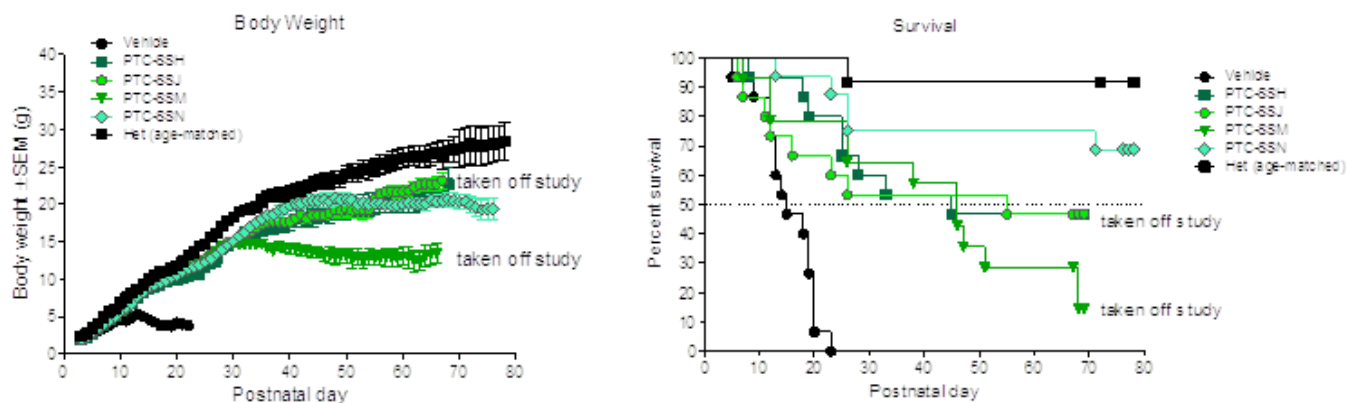 Body Weight
Vehicle
PTC-SSH
PTC-SSJ
PTC-SSM
PTC-SSN
Het (age-matched)
Body weight ±SEM (g)
40
35
30
25
20
15
10
5
0
0 10 20 30 40 50 60 70 80
Postnatal day
taken off study
taken off study
Survival
Vehicle
PTC-SSH
PTC-SSJ
PTC-SSM
PTC-SSN
Het (age-matched)
Percent survival
100
90
80
70
60
50
40
30
20
10
0
0 10 20 30 40 50 60 70 80
Postnatal day
taken off study
taken off study